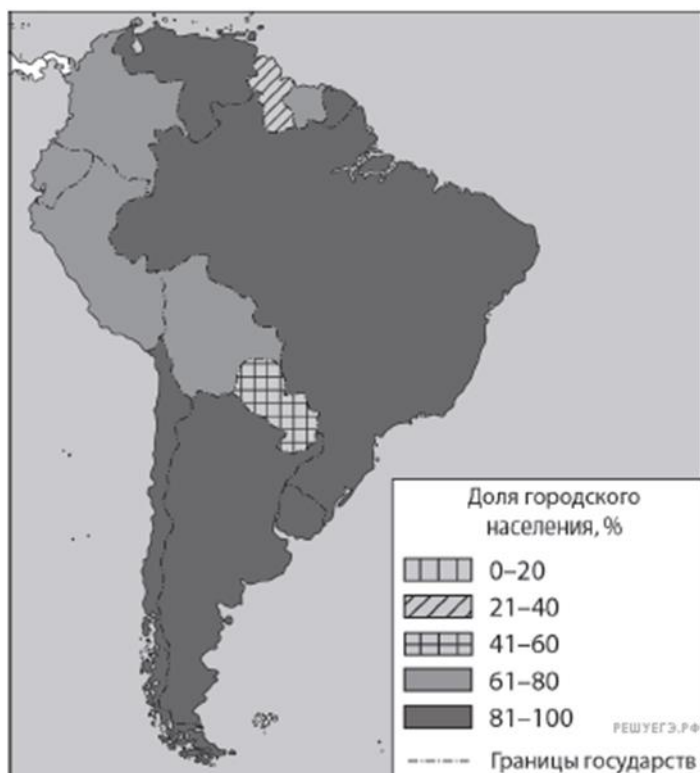 Доля городского
населения, %
0–20
21–40
41–60
61–80
81–100
РЕШУЕГЭ.РФ
Границы государств